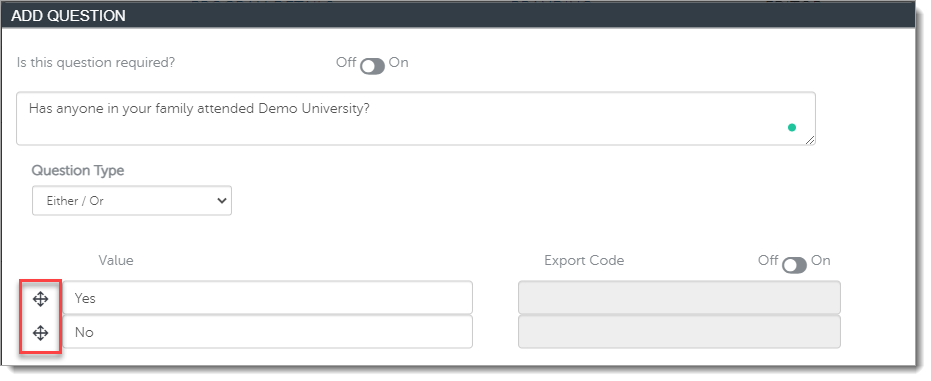 ADD QUESTION
Is this question required? Off On
Has anyone in your family attended Demo University?
Question Type
Either / Or
Value Export Code Off On
Yes
No